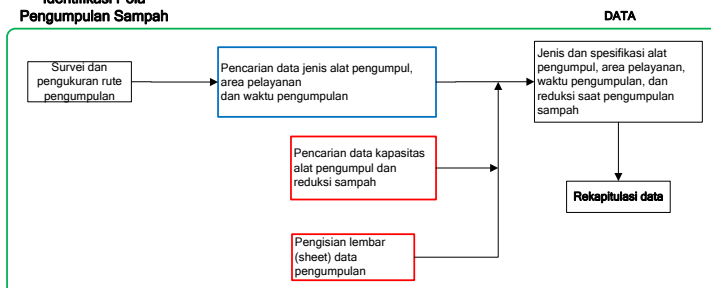 Identifikasi Pola
Pengumpulan Sampah
DATA
Survei dan
pengukuran rute
pengumpulan
Pencarian data jenis alat pengumpul,
area pelayanan
dan waktu pengumpulan
Jenis dan spesifikasi alat
pengumpul, area pelayanan,
waktu pengumpulan, dan
reduksi saat pengumpulan
sampah
Pencarian data kapasitas
alat pengumpul dan
reduksi sampah
Rekapitulasi data
Pengisian lembar
(sheet) data
pengumpulan